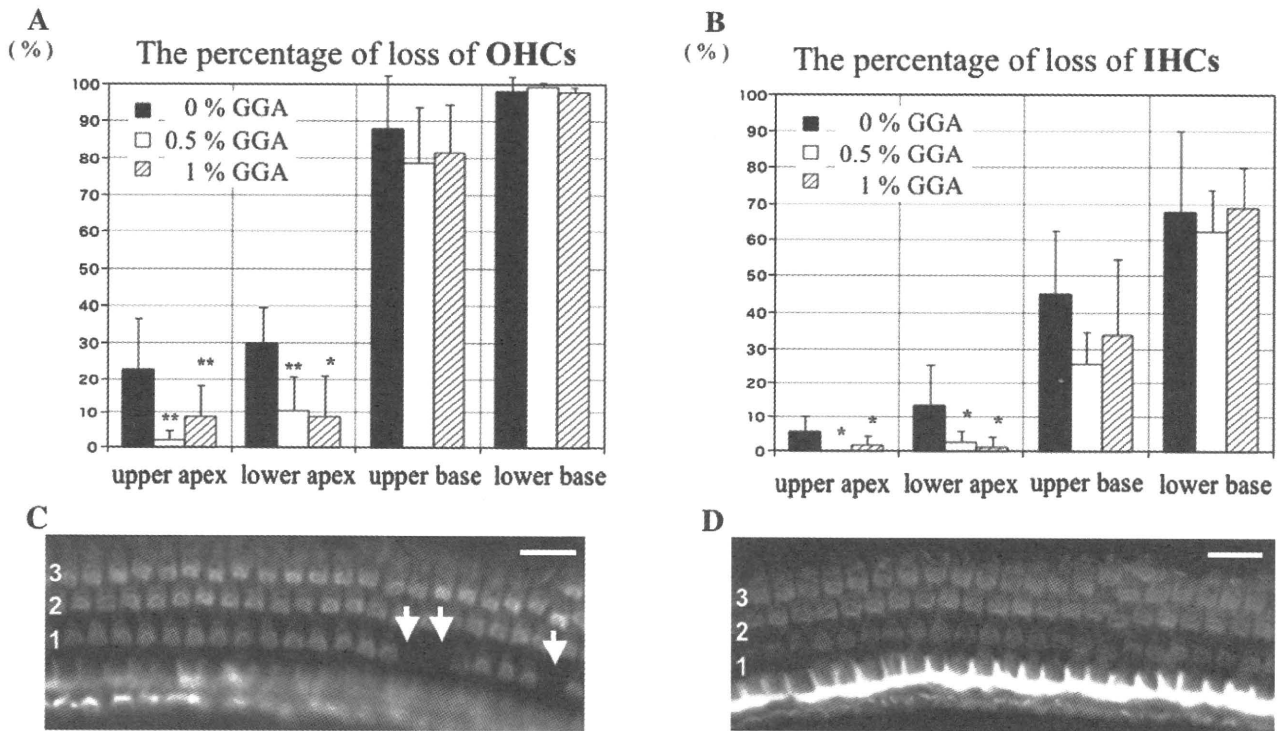 A
(%)
The percentage of loss of OHCs
100
90
80
70
60
50
40
30
20
10
0
0 % GGA
0.5 % GGA
1 % GGA
**
**
**
*
upper apex
lower apex
upper base
lower base
B
(%)
The percentage of loss of IHCs
100
90
80
70
60
50
40
30
20
10
0
0 % GGA
0.5 % GGA
1 % GGA
*
*
*
*
upper apex
lower apex
upper base
lower base
C
3
2
1
D
3
2
1